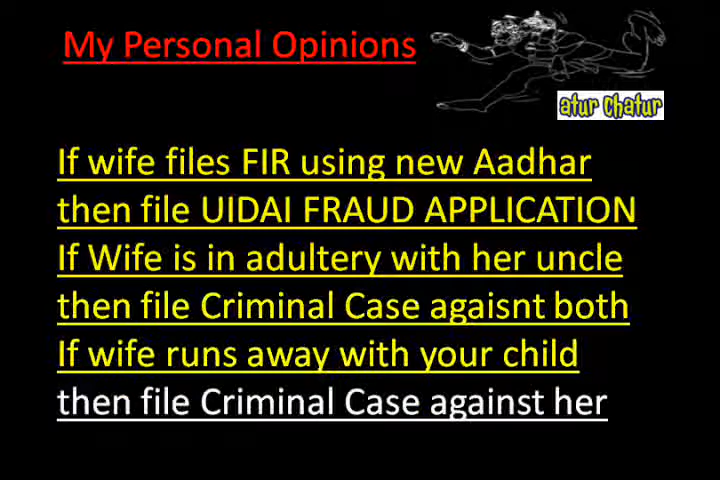 My Personal Opinions
atur chatur
If wife files FIR using new Aadhar
then file UIDAI FRAUD APPLICATION
If Wife is in adultery with her uncle
then file Criminal Case agaisnt both
If wife runs away with your child
then file Criminal Case against her